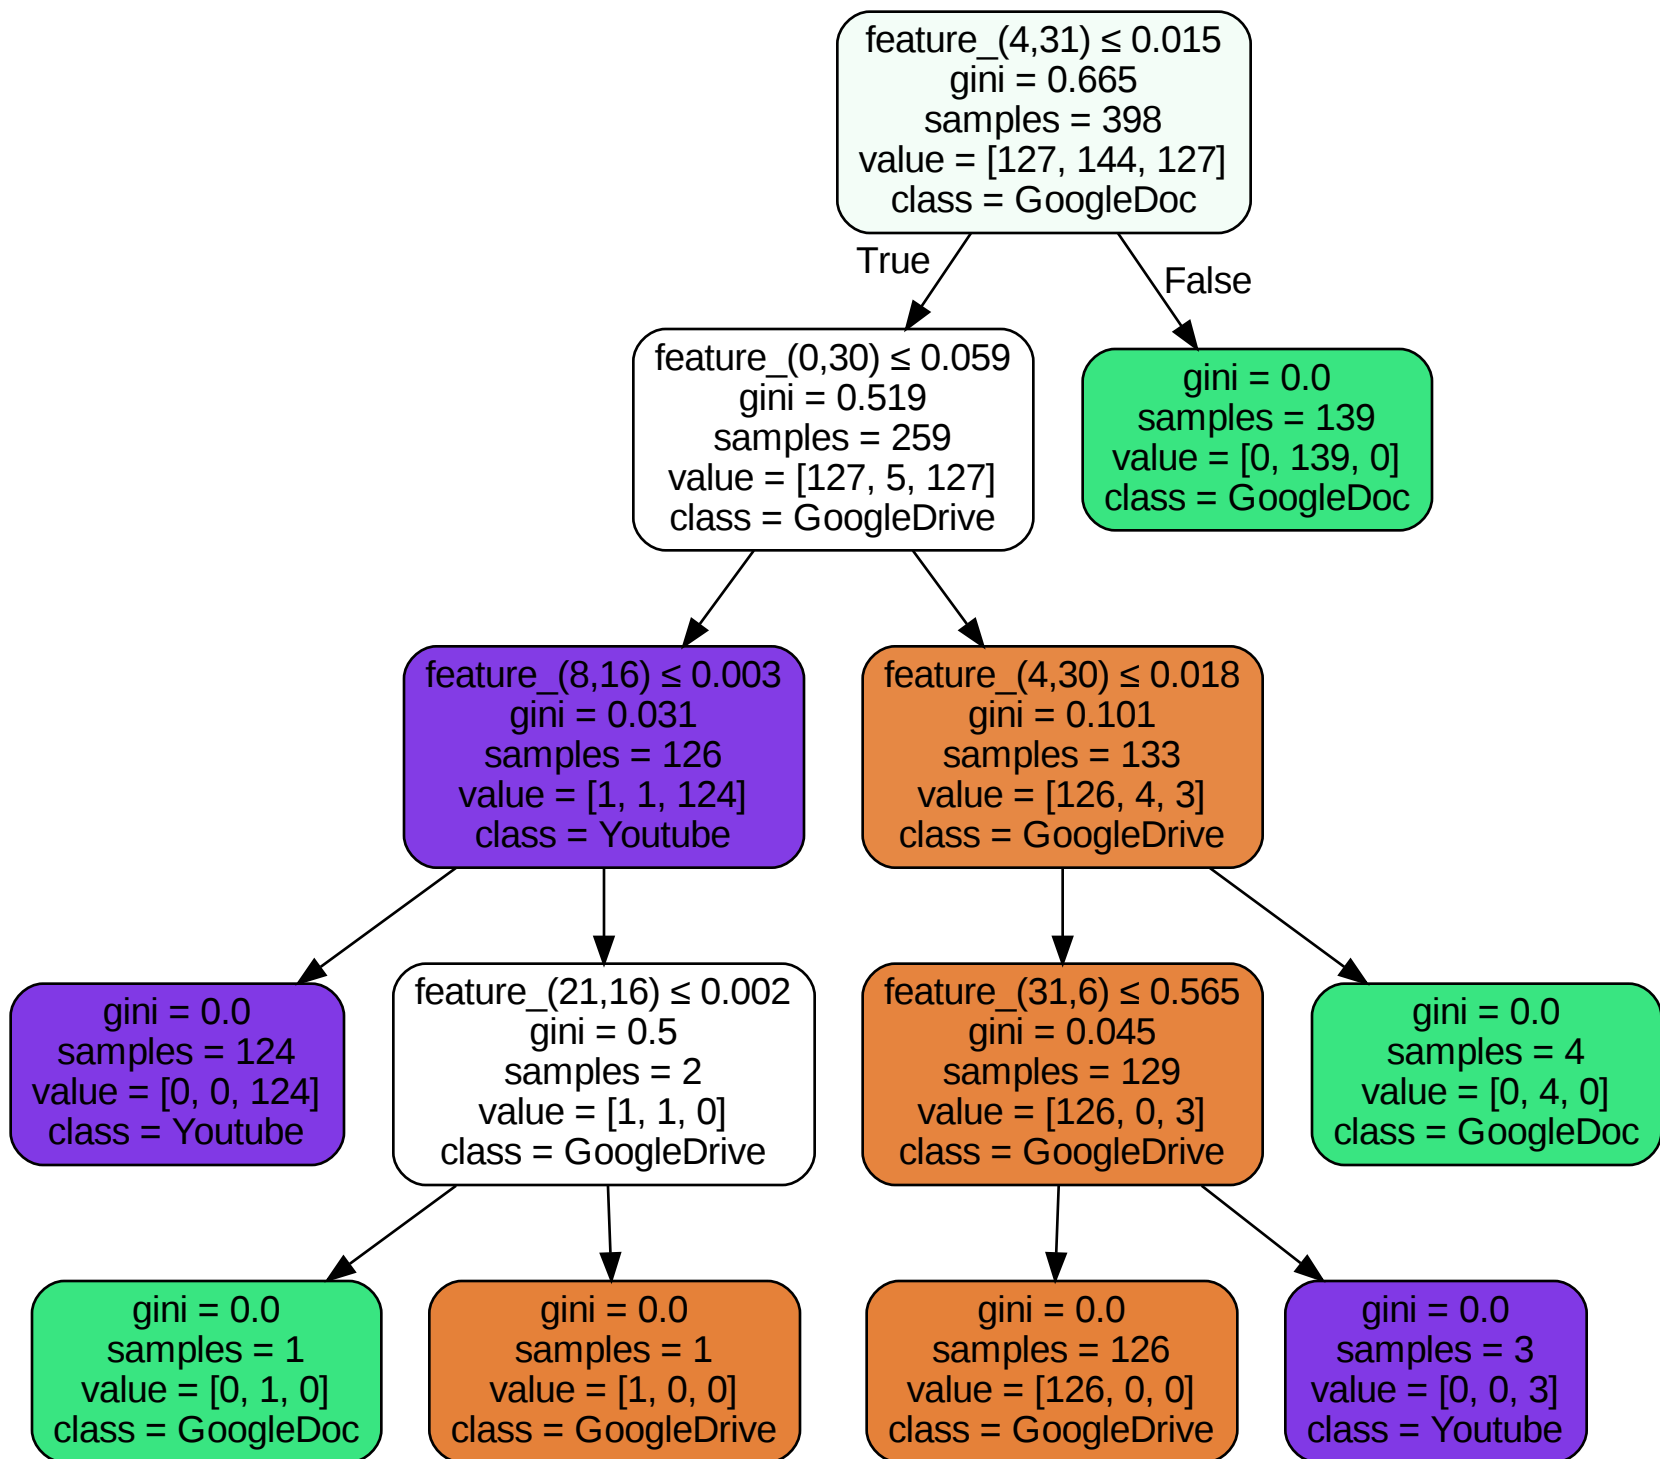 feature_(4,31) ≤ 0.015
gini = 0.665
samples = 398
value = [127, 144, 127]
class = GoogleDoc
True
False
feature_(0,30) ≤ 0.059
gini = 0.519
samples = 259
value = [127, 5, 127]
class = GoogleDrive
gini = 0.0
samples = 139
value = [0, 139, 0]
class = GoogleDoc
feature_(8,16) ≤ 0.003
gini = 0.031
samples = 126
value = [1, 1, 124]
class = Youtube
feature_(4,30) ≤ 0.018
gini = 0.101
samples = 133
value = [126, 4, 3]
class = GoogleDrive
gini = 0.0
samples = 124
value = [0, 0, 124]
class = Youtube
feature_(21,16) ≤ 0.002
gini = 0.5
samples = 2
value = [1, 1, 0]
class = GoogleDrive
feature_(31,6) ≤ 0.565
gini = 0.045
samples = 129
value = [126, 0, 3]
class = GoogleDrive
gini = 0.0
samples = 4
value = [0, 4, 0]
class = GoogleDoc
gini = 0.0
samples = 1
value = [0, 1, 0]
class = GoogleDoc
gini = 0.0
samples = 1
value = [1, 0, 0]
class = GoogleDrive
gini = 0.0
samples = 126
value = [126, 0, 0]
class = GoogleDrive
gini = 0.0
samples = 3
value = [0, 0, 3]
class = Youtube